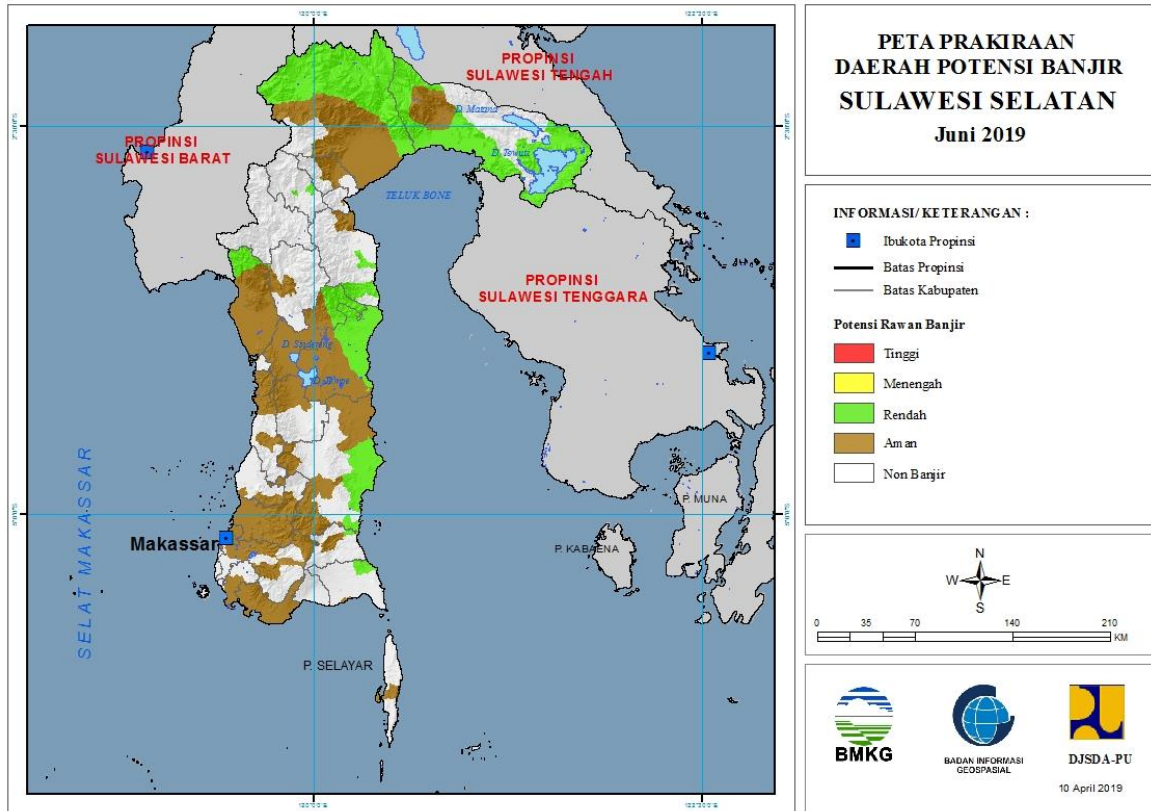 PROPINSI
SULAWESI TENGAH
D. Matana
PROPINSI
SULAWESI BARAT
D. Towuti
TELUK BONE
PROPINSI
SULAWESI TENGGARA
D. Sidenreng
SELAT MAKASSAR
Makassar
P. MUNA
P. KABAENA
P. SELAYAR
PETA PRAKIRAAN
DAERAH POTENSI BANJIR
SULAWESI SELATAN
Juni 2019
INFORMASI/KETERANGAN :
Ibukota Propinsi
Batas Propinsi
Batas Kabupaten
Potensi Rawan Banjir
Tinggi
Menengah
Rendah
Aman
Non Banjir
N
W E
S
0 35 70 140 210
KM
BMKG
BADAN INFORMASI
GEOSPASIAL
DJSDA-PU
10 April 2019